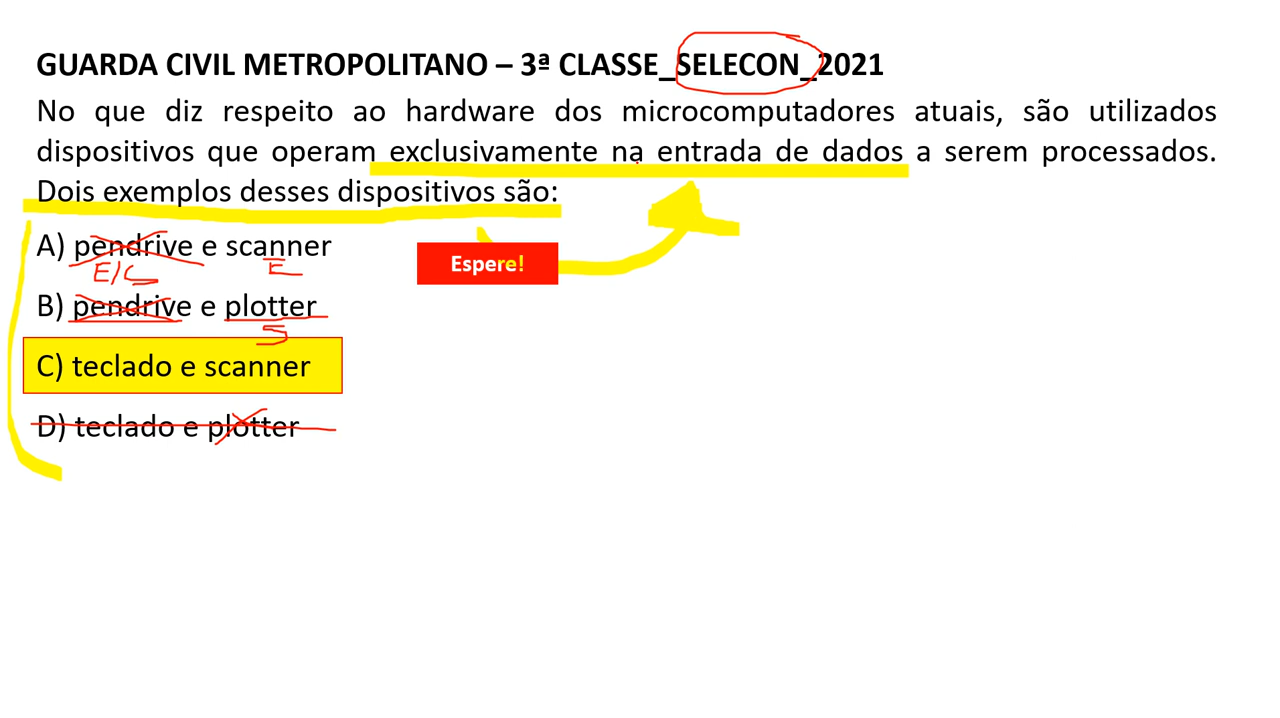 GUARDA CIVIL METROPOLITANO – 3ª CLASSE_SELECON_2021
No que diz respeito ao hardware dos microcomputadores atuais, são utilizados
dispositivos que operam exclusivamente na entrada de dados a serem processados.
Dois exemplos desses dispositivos são:
A) pendrive e scanner
Espere!
E/S
E
B) pendrive e plotter
S
C) teclado e scanner
D) teclado e plotter